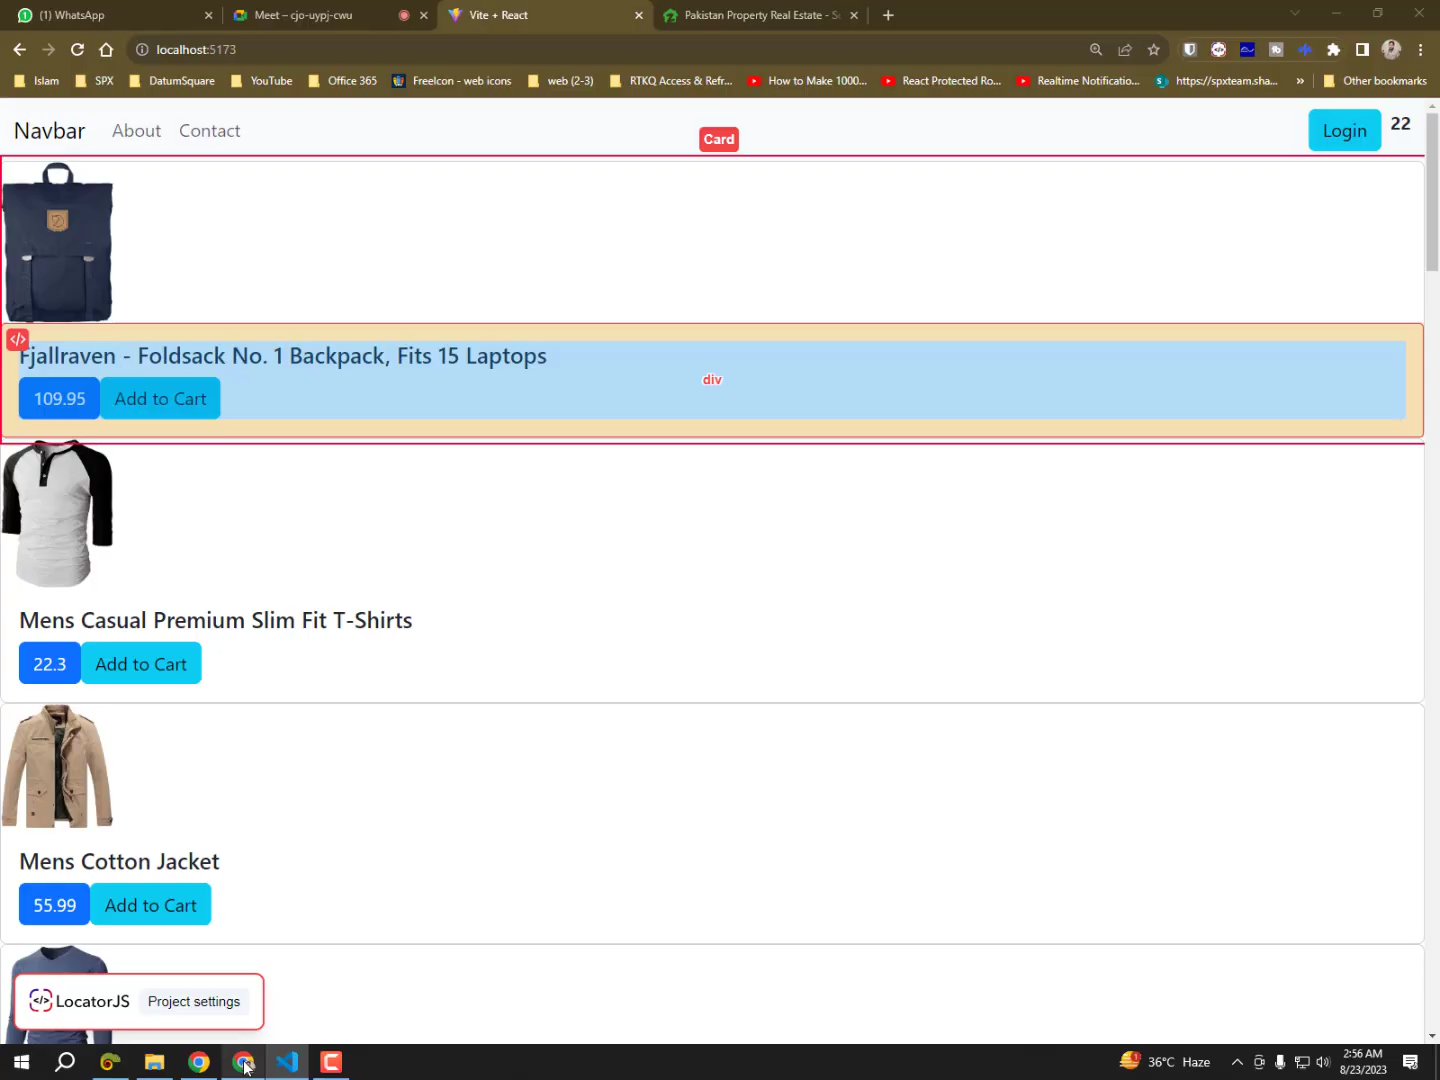 (1) WhatsApp
Meet – cjo-uypj-cwu
Vite + React
Pakistan Property Real Estate - S
localhost:5173
Islam
SPX
DatumSquare
YouTube
Office 365
FreeIcon - web icons
web (2-3)
RTKQ Access & Refr...
How to Make 1000...
React Protected Ro...
Realtime Notificatio...
https://spxteam.sha...
»
Other bookmarks
Navbar
About
Contact
Card
Login
22
</>
Fjallraven - Foldsack No. 1 Backpack, Fits 15 Laptops
div
109.95
Add to Cart
Mens Casual Premium Slim Fit T-Shirts
22.3
Add to Cart
Mens Cotton Jacket
55.99
Add to Cart
</> LocatorJS
Project settings
36°C Haze
2:56 AM
8/23/2023